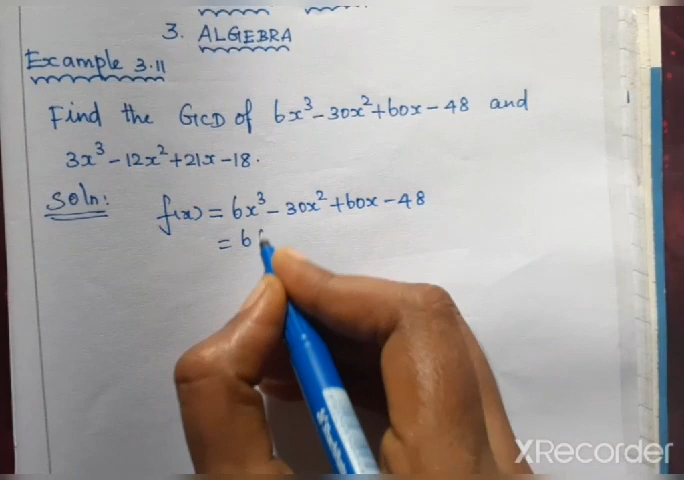 3. ALGEBRA
Example 3.11
Find the GCD of 6x³-30x²+60x-48 and
3x³-12x²+21x-18.
Soln:
f(x) = 6x³-30x²+60x-48
= 6(
XRecorder